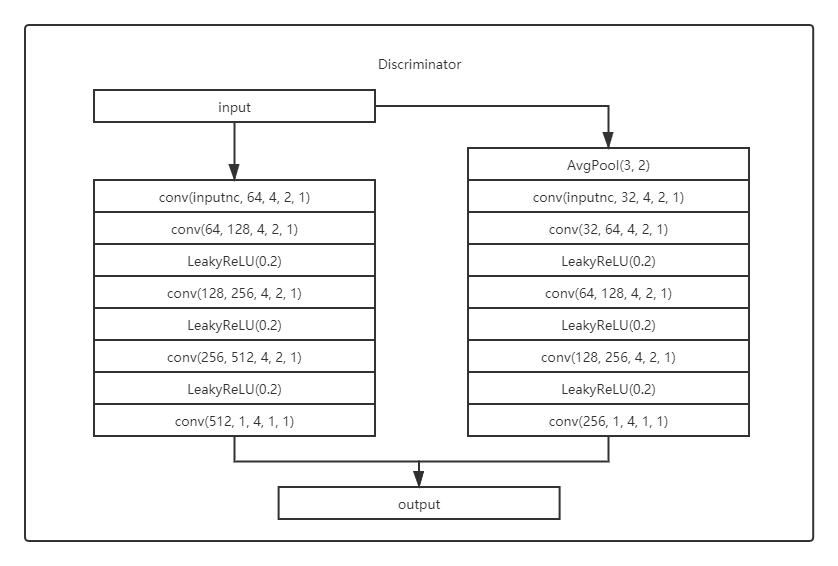 Discriminator
input
conv(inputnc, 64, 4, 2, 1)
conv(64, 128, 4, 2, 1)
LeakyReLU(0.2)
conv(128, 256, 4, 2, 1)
LeakyReLU(0.2)
conv(256, 512, 4, 2, 1)
LeakyReLU(0.2)
conv(512, 1, 4, 1, 1)
AvgPool(3, 2)
conv(inputnc, 32, 4, 2, 1)
conv(32, 64, 4, 2, 1)
LeakyReLU(0.2)
conv(64, 128, 4, 2, 1)
LeakyReLU(0.2)
conv(128, 256, 4, 2, 1)
LeakyReLU(0.2)
conv(256, 1, 4, 1, 1)
output